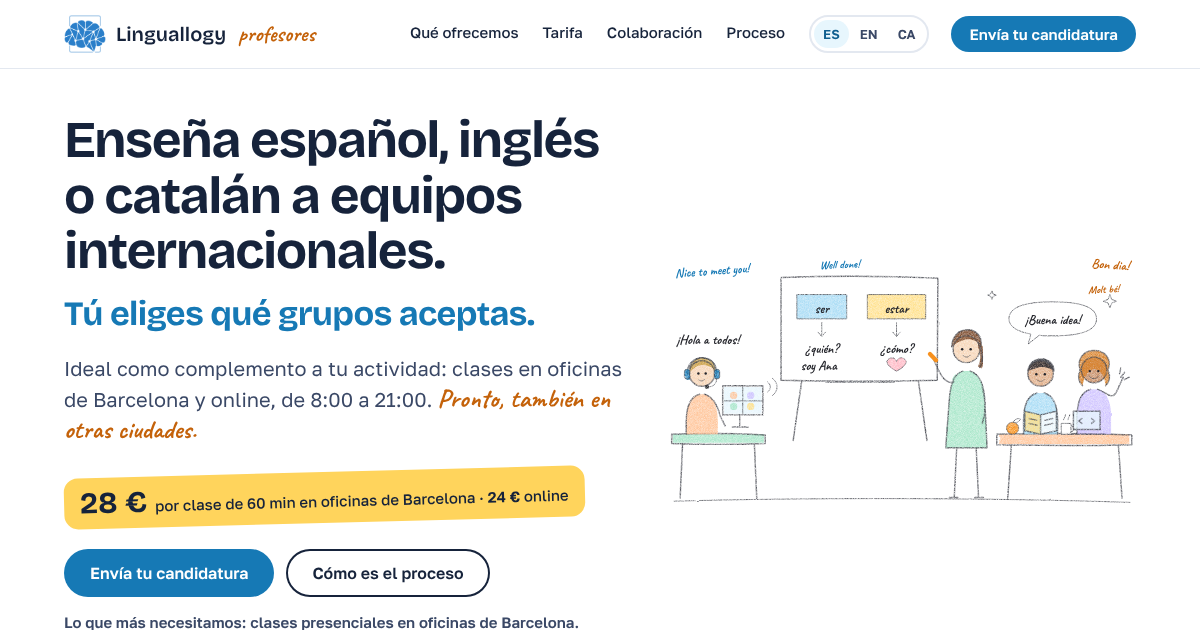 Linguallogy profesores
Qué ofrecemos
Tarifa
Colaboración
Proceso
ES
EN
CA
Envía tu candidatura
Enseña español, inglés
o catalán a equipos
internacionales.
Tú eliges qué grupos aceptas.
Ideal como complemento a tu actividad: clases en oficinas
de Barcelona y online, de 8:00 a 21:00. Pronto, también en
otras ciudades.
28 € por clase de 60 min en oficinas de Barcelona · 24 € online
Envía tu candidatura
Cómo es el proceso
Lo que más necesitamos: clases presenciales en oficinas de Barcelona.
Nice to meet you!
Well done!
Bon dia!
Molt bé!
ser
estar
¿quién?
soy Ana
¿cómo?
¡Hola a todos!
¡Buena idea!
< >